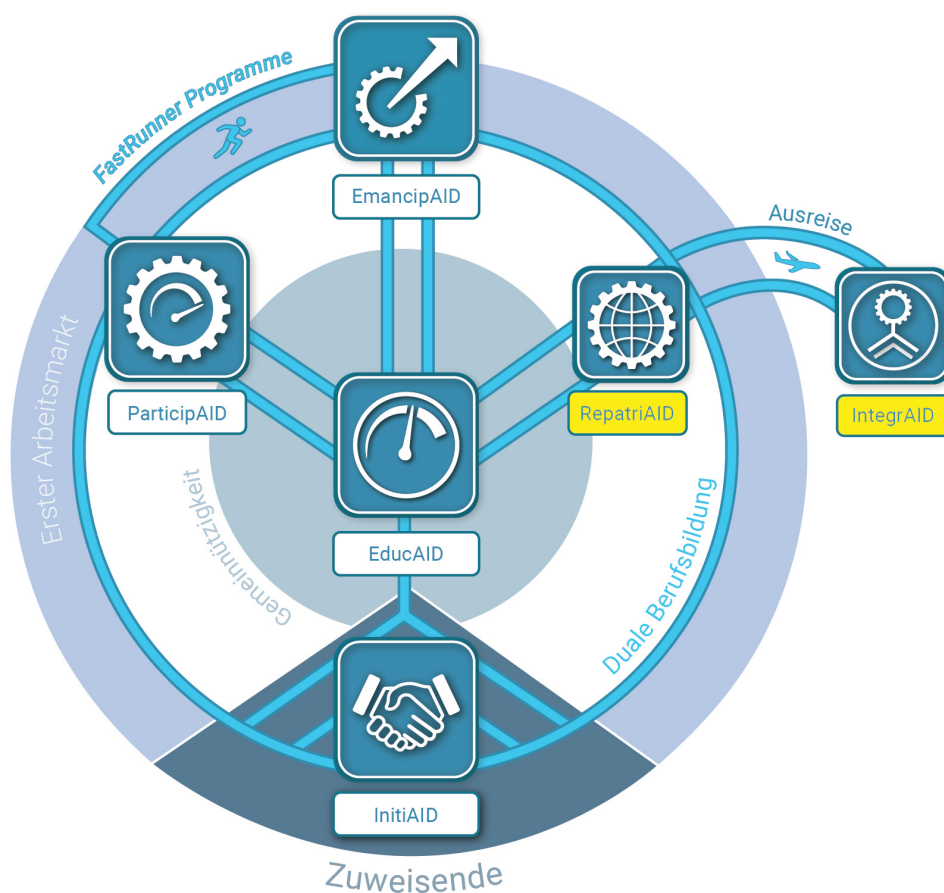 FastRunner Programme
EmancipAID
Ausreise
ParticipAID
RepatriAID
IntegrAID
Erster Arbeitsmarkt
Gemeinnützigkeit
EducAID
Duale Berufsbildung
InitiAID
Zuweisende